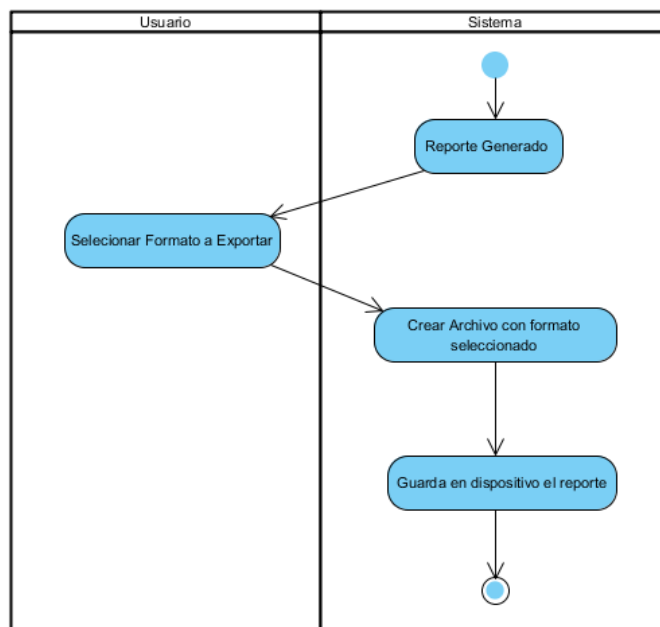 Usuario
Sistema
Reporte Generado
Selecionar Formato a Exportar
Crear Archivo con formato
seleccionado
Guarda en dispositivo el reporte